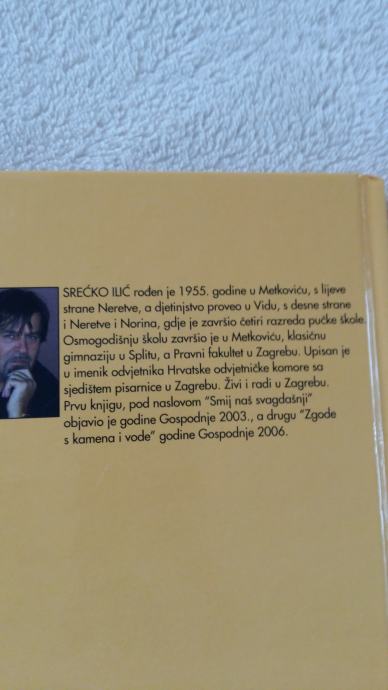 SREĆKO ILIĆ rođen je 1955. godine u Metkoviću, s lijeve
strane Neretve, a djetinjstvo proveo u Vidu, s desne strane
i Neretve i Norina, gdje je završio četiri razreda pučke škole.
Osmogodišnju školu završio je u Metkoviću, klasičnu
gimnaziju u Splitu, a Pravni fakultet u Zagrebu. Upisan je
u imenik odvjetnika Hrvatske odvjetničke komore sa
sjedištem pisarnice u Zagrebu. Živi i radi u Zagrebu.
Prvu knjigu, pod naslovom "Smij naš svagdašnji"
objavio je godine Gospodnje 2003., a drugu "Zgode
s kamena i vode" godine Gospodnje 2006.